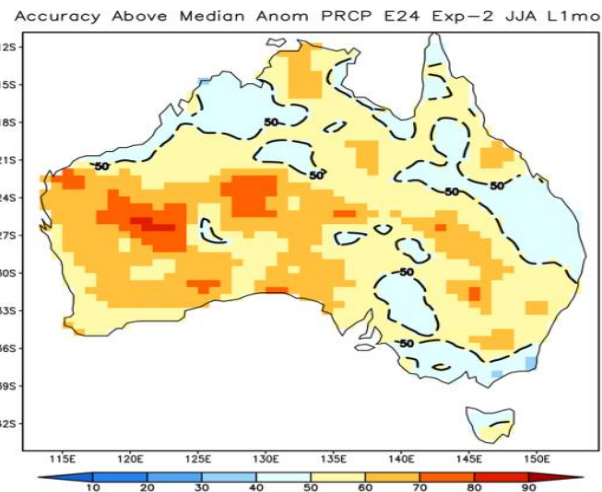 Accuracy Above Median Anom PRCP E24 Exp-2 JJA L1mo
12S
15S
18S
21S
24S
27S
30S
33S
36S
39S
42S
50
50
50
50
50
50
50
115E 120E 125E 130E 135E 140E 145E 150E
10 20 30 40 50 60 70 80 90